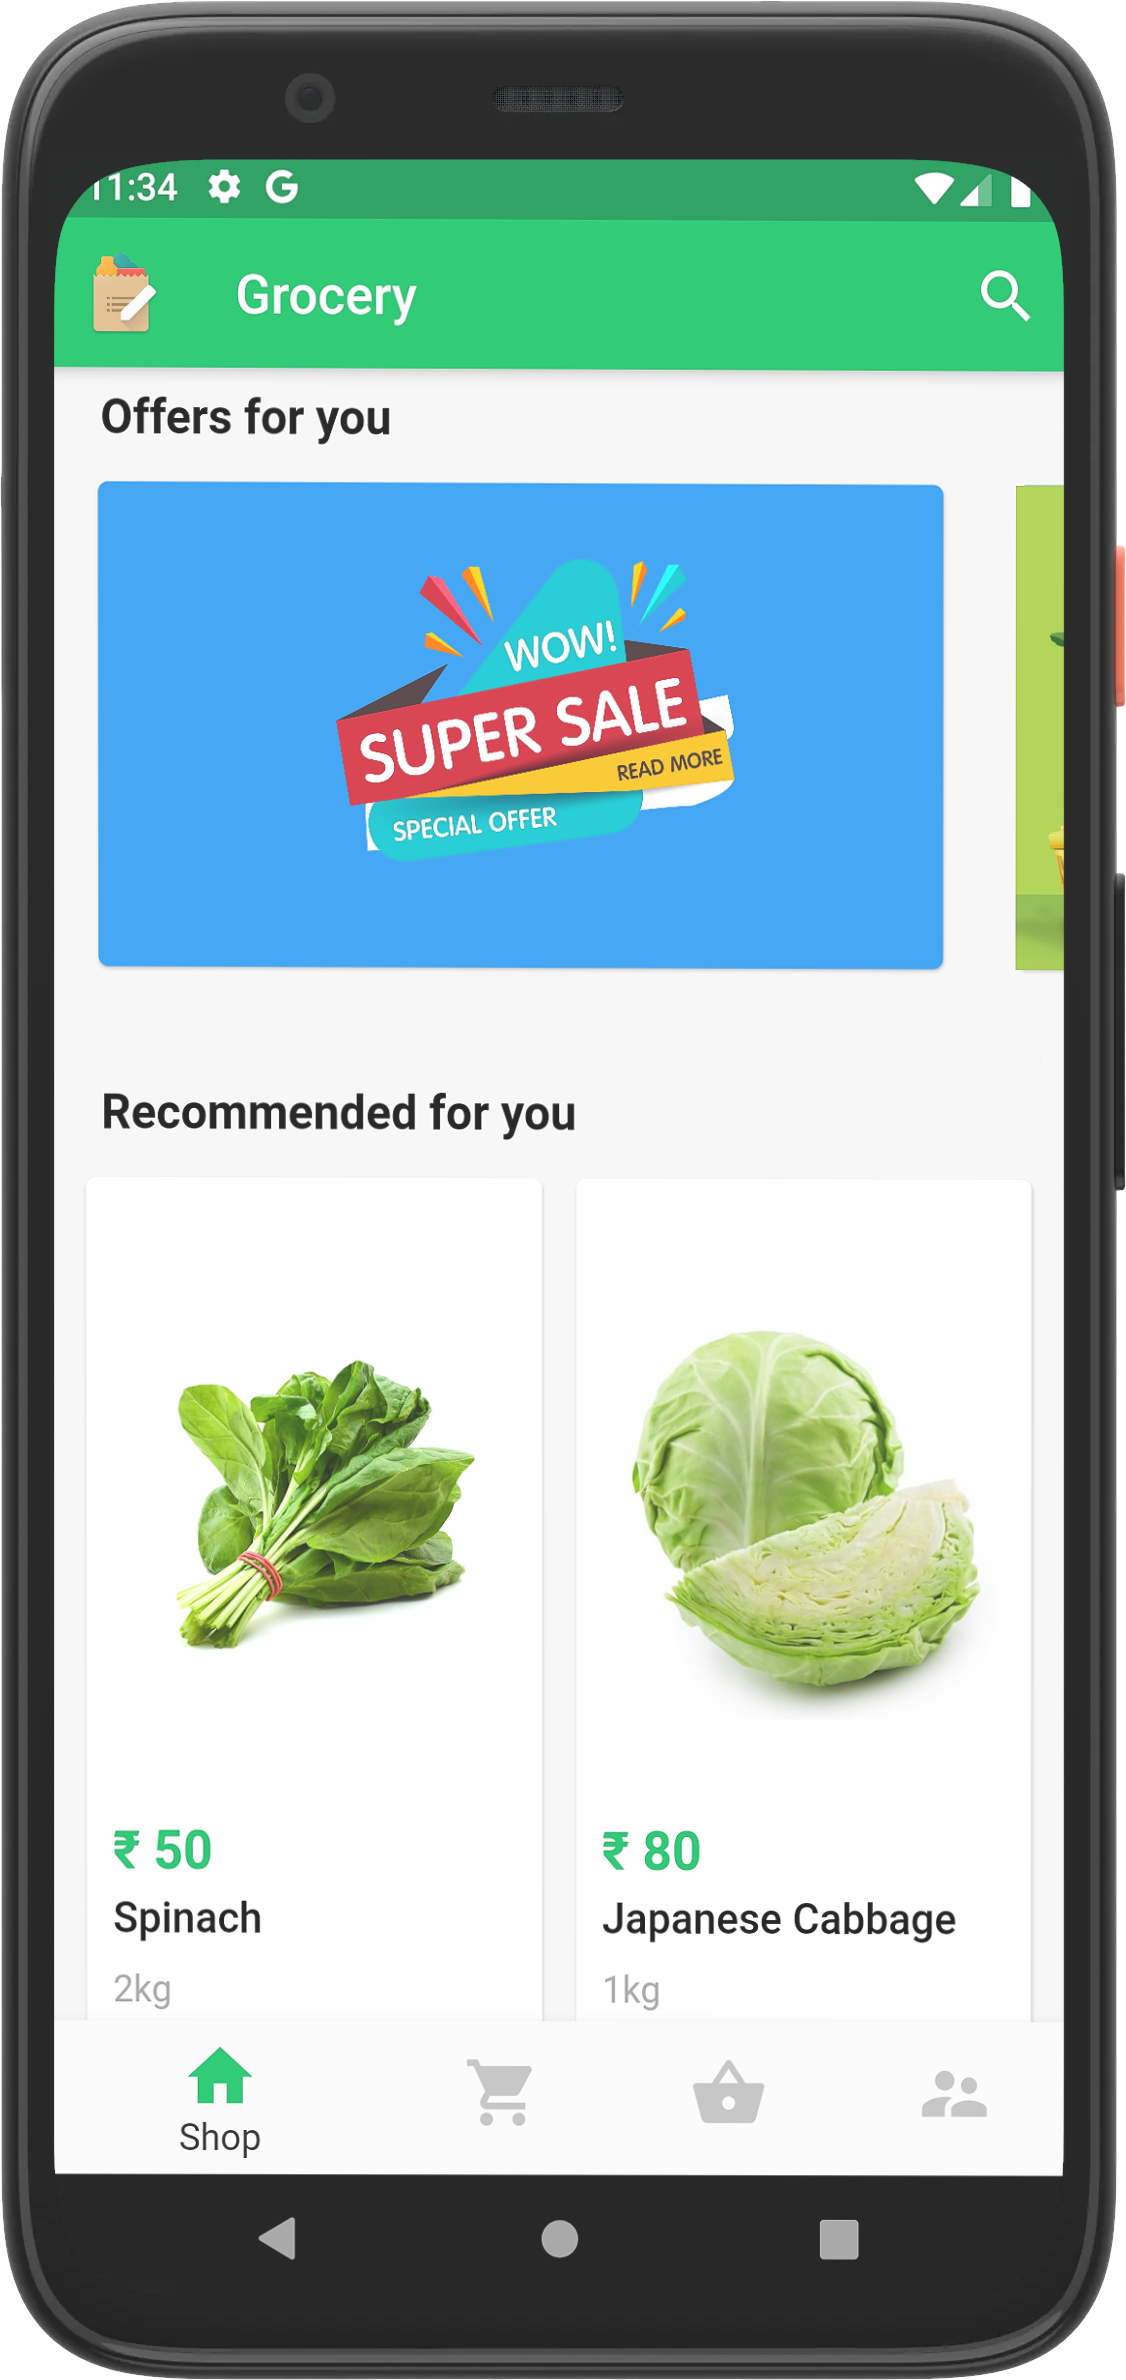 11:34
Grocery
Offers for you
WOW!
SUPER SALE
READ MORE
SPECIAL OFFER
Recommended for you
₹ 50
₹ 80
Spinach
Japanese Cabbage
2kg
1kg
Shop